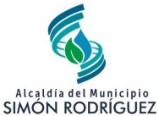 Alcaldía del Municipio
SIMÓN RODRÍGUEZ